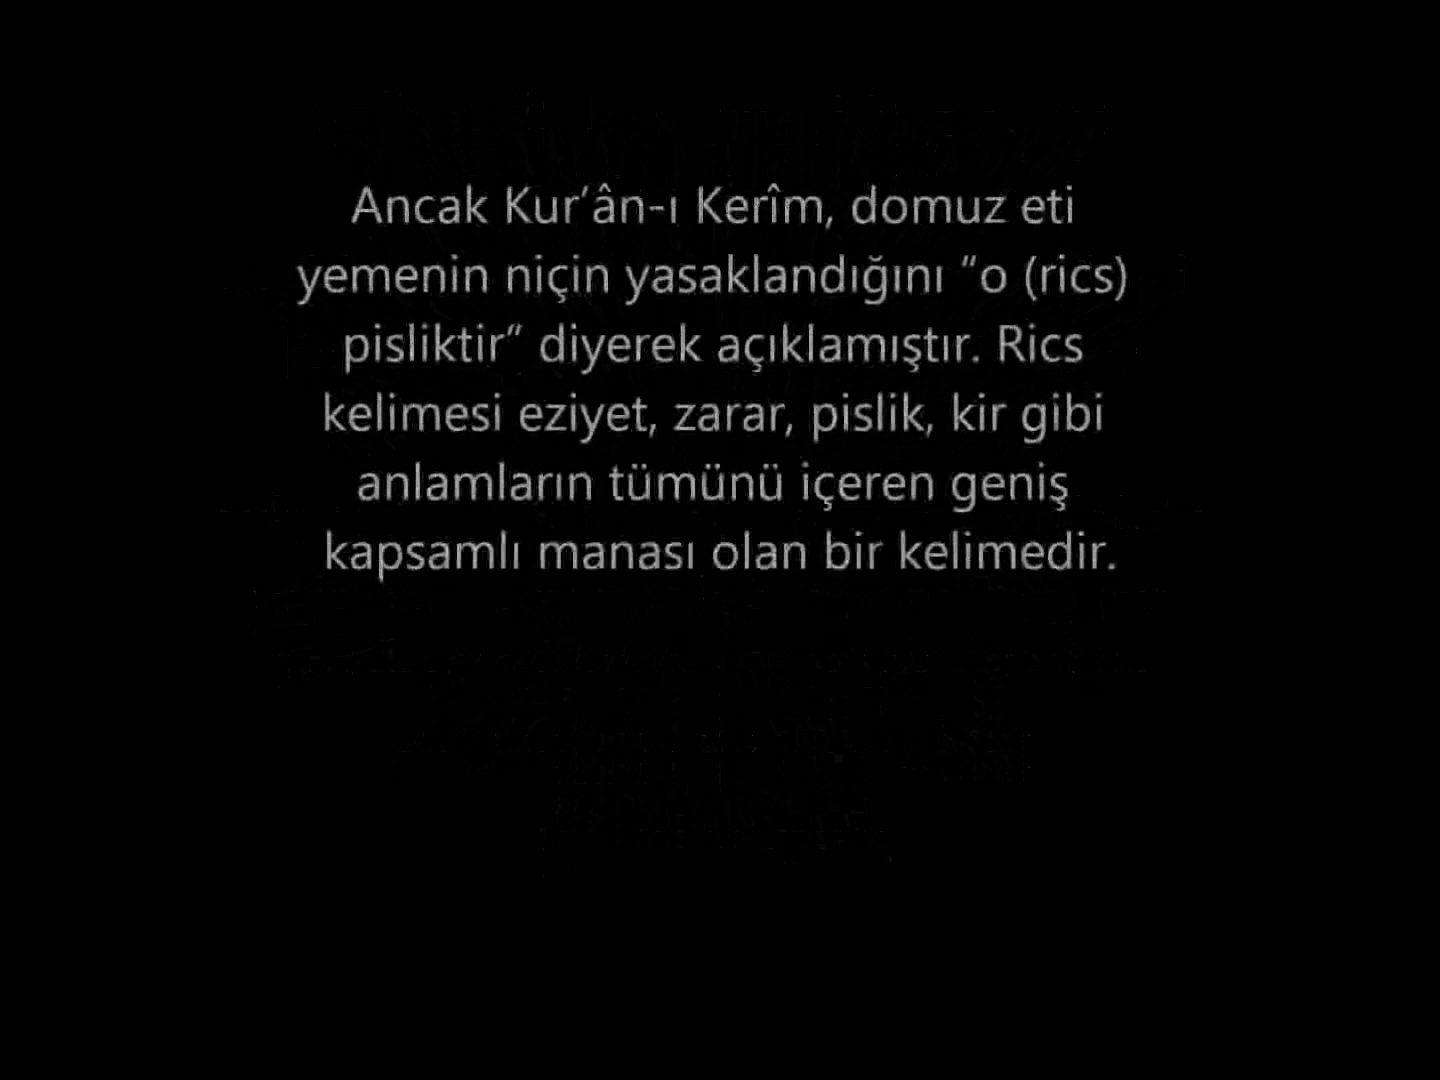 Ancak Kur’ân-ı Kerîm, domuz eti
yemenin niçin yasaklandığını “o (rics)
pisliktir” diyerek açıklamıştır. Rics
kelimesi eziyet, zarar, pislik, kir gibi
anlamların tümünü içeren geniş
kapsamlı manası olan bir kelimedir.